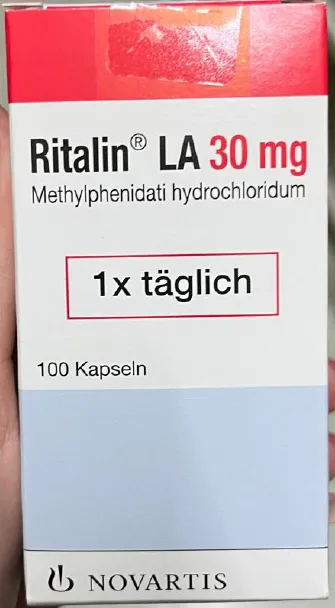 Ritalin® LA 30 mg
Methylphenidati hydrochloridum
1x täglich
100 Kapseln
NOVARTIS